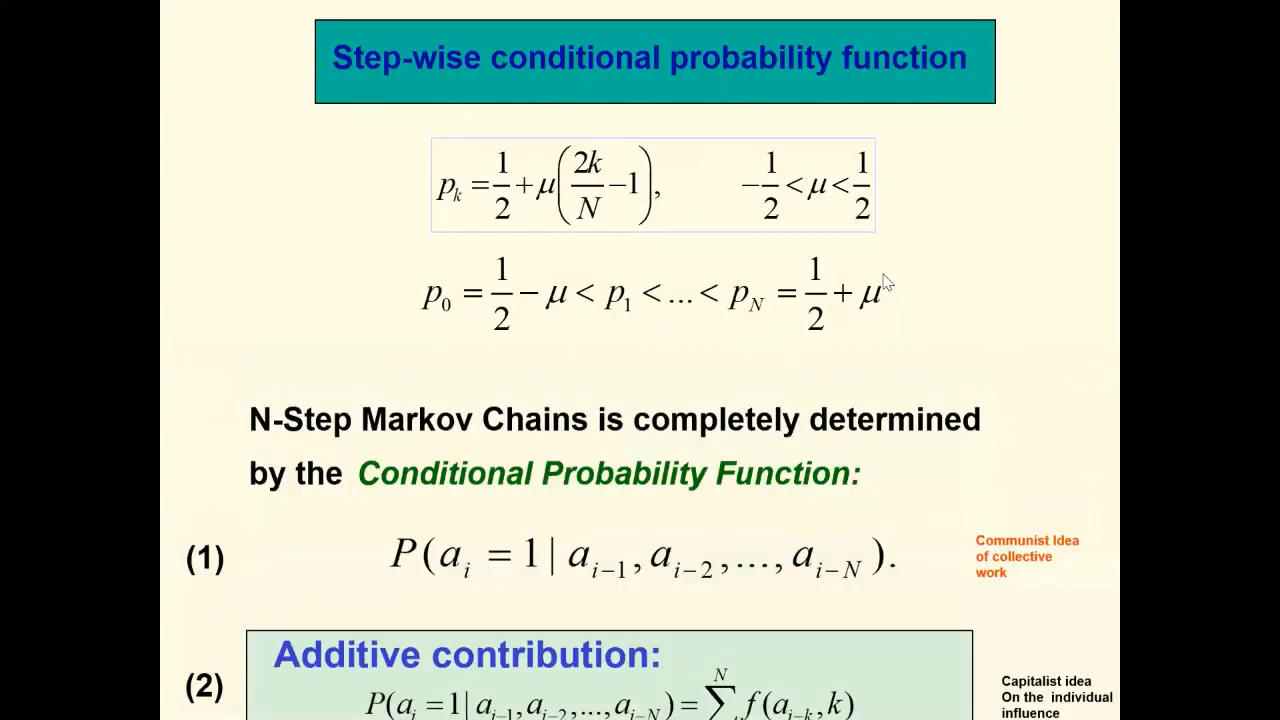 Step-wise conditional probability function
p_k = 1/2 + μ(2k/N − 1), −1/2 < μ < 1/2
p_0 = 1/2 − μ < p_1 < ... < p_N = 1/2 + μ
N-Step Markov Chains is completely determined
by the Conditional Probability Function:
(1) P(a_i = 1 | a_{i−1}, a_{i−2}, ..., a_{i−N}).
Communist Idea
of collective
work
Additive contribution:
(2) P(a_i = 1 | a_{i−1}, a_{i−2}, ..., a_{i−N}) = ∑^N f(a_{i−k}, k)
Capitalist idea
On the individual
influence